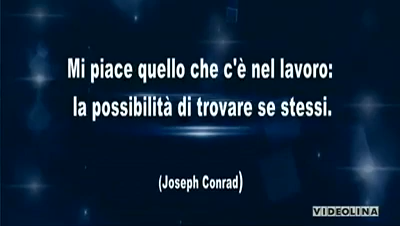 Mi piace quello che c'è nel lavoro:
la possibilità di trovare se stessi.
(Joseph Conrad)
VIDEOLINA